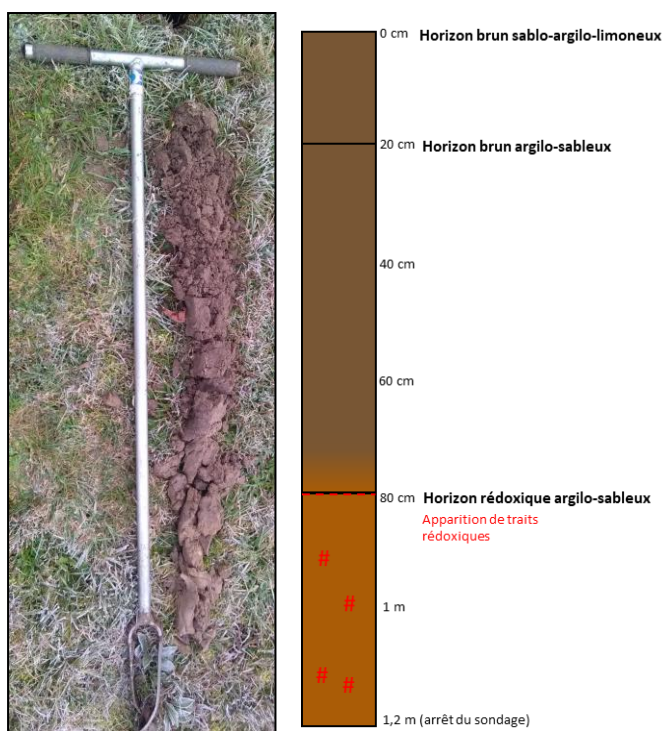 0 cm Horizon brun sablo-argilo-limoneux
20 cm Horizon brun argilo-sableux
40 cm
60 cm
80 cm Horizon rédoxique argilo-sableux
Apparition de traits
rédoxiques
#
#
1 m
#
#
1,2 m (arrêt du sondage)